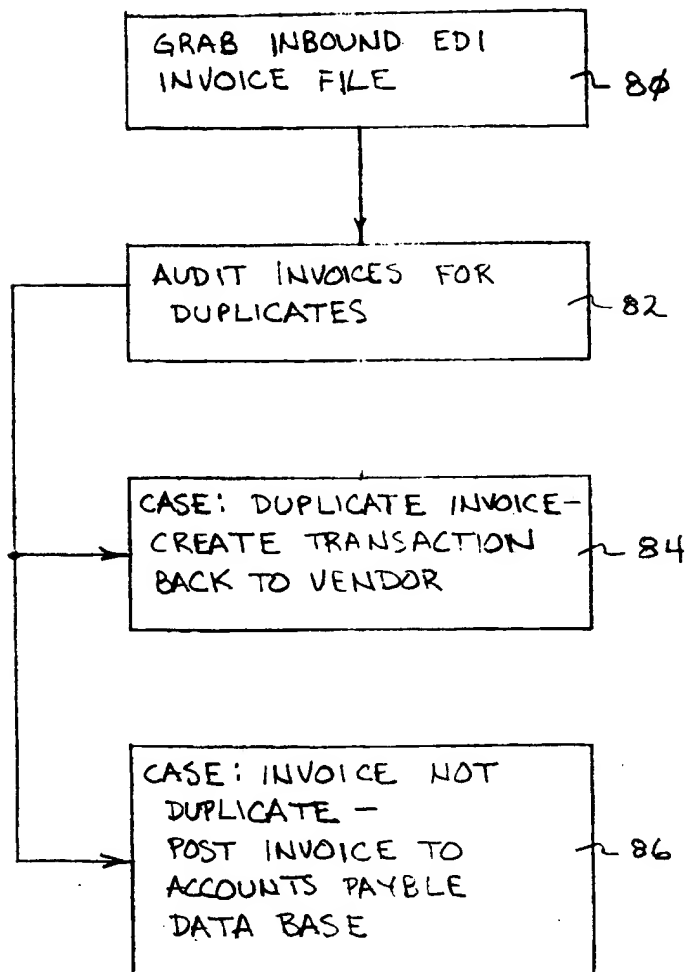 GRAB INBOUND EDI
INVOICE FILE
80
AUDIT INVOICES FOR
DUPLICATES
82
CASE: DUPLICATE INVOICE-
CREATE TRANSACTION
BACK TO VENDOR
84
CASE: INVOICE NOT
DUPLICATE -
POST INVOICE TO
ACCOUNTS PAYBLE
DATA BASE
86